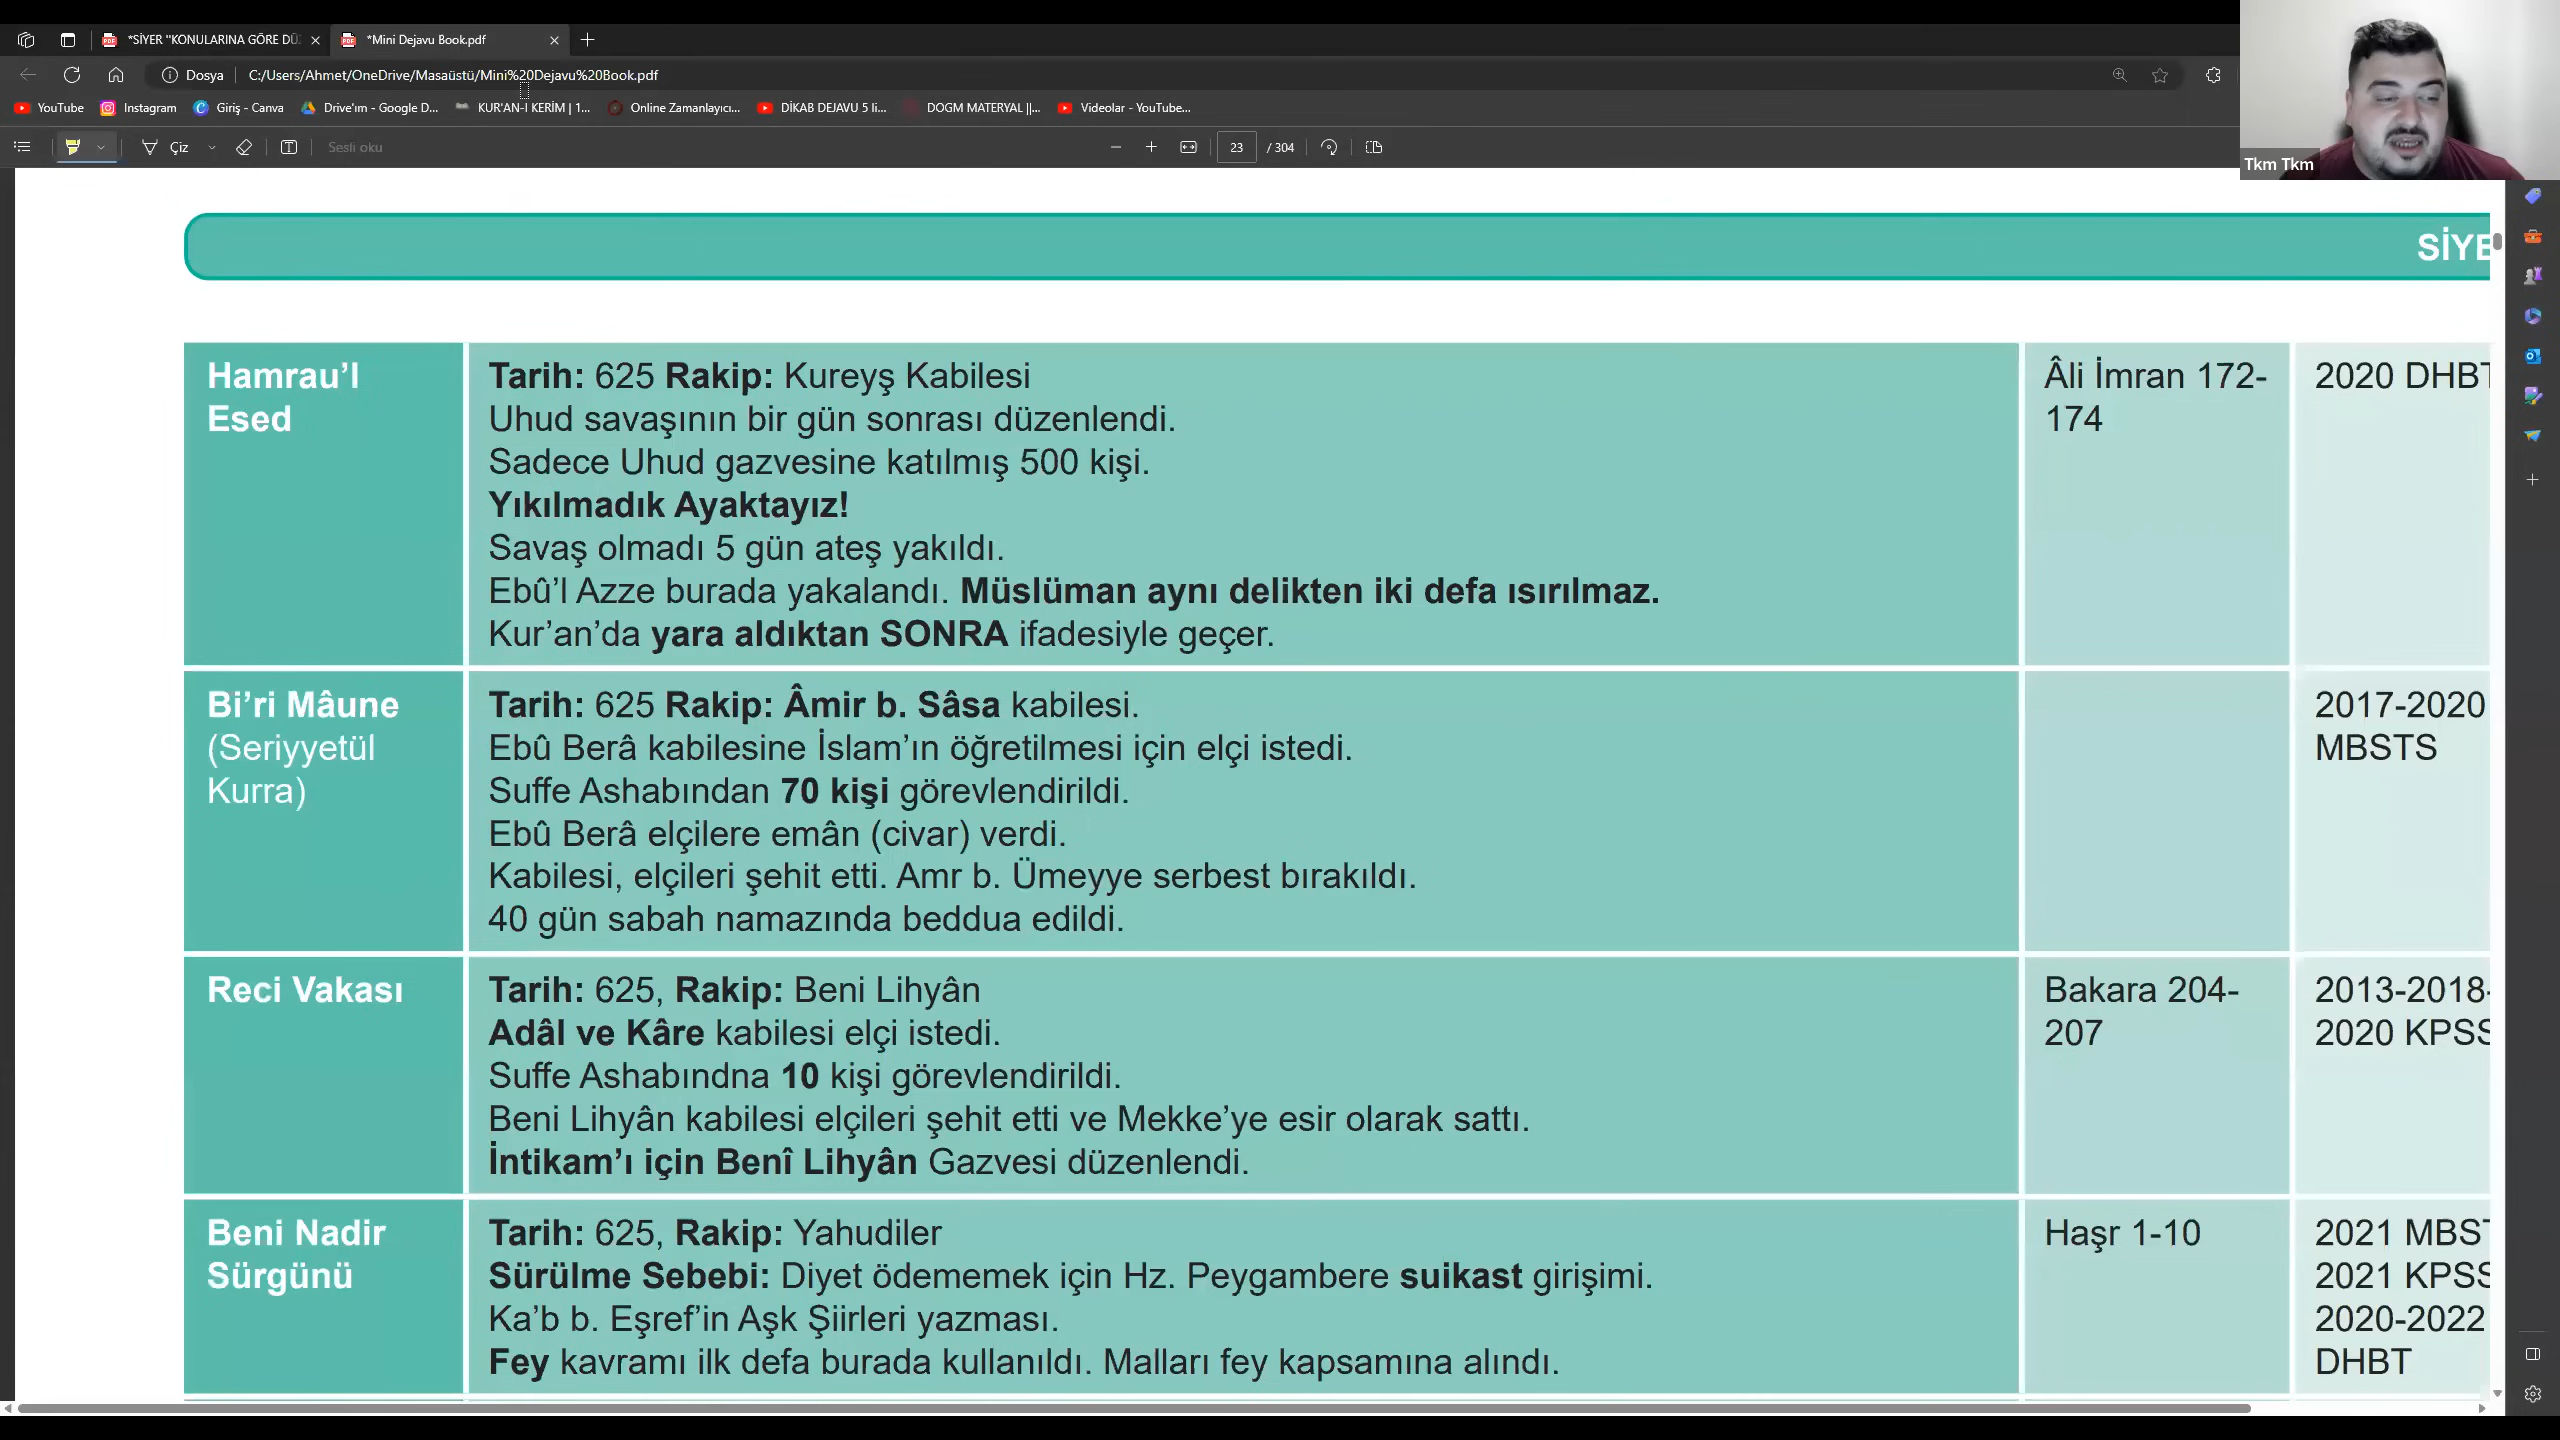 *SİYER "KONULARINA GÖRE DÜ
*Mini Dejavu Book.pdf
Dosya
C:/Users/Ahmet/OneDrive/Masaüstü/Mini%20Dejavu%20Book.pdf
YouTube
Instagram
Giriş - Canva
Drive'ım - Google D...
KUR'AN-I KERİM | 1...
Online Zamanlayıcı...
DİKAB DEJAVU 5 li...
DOGM MATERYAL ||...
Videolar - YouTube...
Çiz
Sesli oku
23 / 304
Tkm Tkm
SİYE
Hamrau’l
Esed
Tarih: 625 Rakip: Kureyş Kabilesi
Uhud savaşının bir gün sonrası düzenlendi.
Sadece Uhud gazvesine katılmış 500 kişi.
Yıkılmadık Ayaktayız!
Savaş olmadı 5 gün ateş yakıldı.
Ebû’l Azze burada yakalandı. Müslüman aynı delikten iki defa ısırılmaz.
Kur’an’da yara aldıktan SONRA ifadesiyle geçer.
Âli İmran 172-
174
2020 DHBT
Bi’ri Mâune
(Seriyyetül
Kurra)
Tarih: 625 Rakip: Âmir b. Sâsa kabilesi.
Ebû Berâ kabilesine İslam’ın öğretilmesi için elçi istedi.
Suffe Ashabından 70 kişi görevlendirildi.
Ebû Berâ elçilere emân (civar) verdi.
Kabilesi, elçileri şehit etti. Amr b. Ümeyye serbest bırakıldı.
40 gün sabah namazında beddua edildi.
2017-2020
MBSTS
Reci Vakası
Tarih: 625, Rakip: Beni Lihyân
Adâl ve Kâre kabilesi elçi istedi.
Suffe Ashabındna 10 kişi görevlendirildi.
Beni Lihyân kabilesi elçileri şehit etti ve Mekke’ye esir olarak sattı.
İntikam’ı için Benî Lihyân Gazvesi düzenlendi.
Bakara 204-
207
2013-2018-
2020 KPSS
Beni Nadir
Sürgünü
Tarih: 625, Rakip: Yahudiler
Sürülme Sebebi: Diyet ödememek için Hz. Peygambere suikast girişimi.
Ka’b b. Eşref’in Aşk Şiirleri yazması.
Fey kavramı ilk defa burada kullanıldı. Malları fey kapsamına alındı.
Haşr 1-10
2021 MBST
2021 KPSS
2020-2022
DHBT